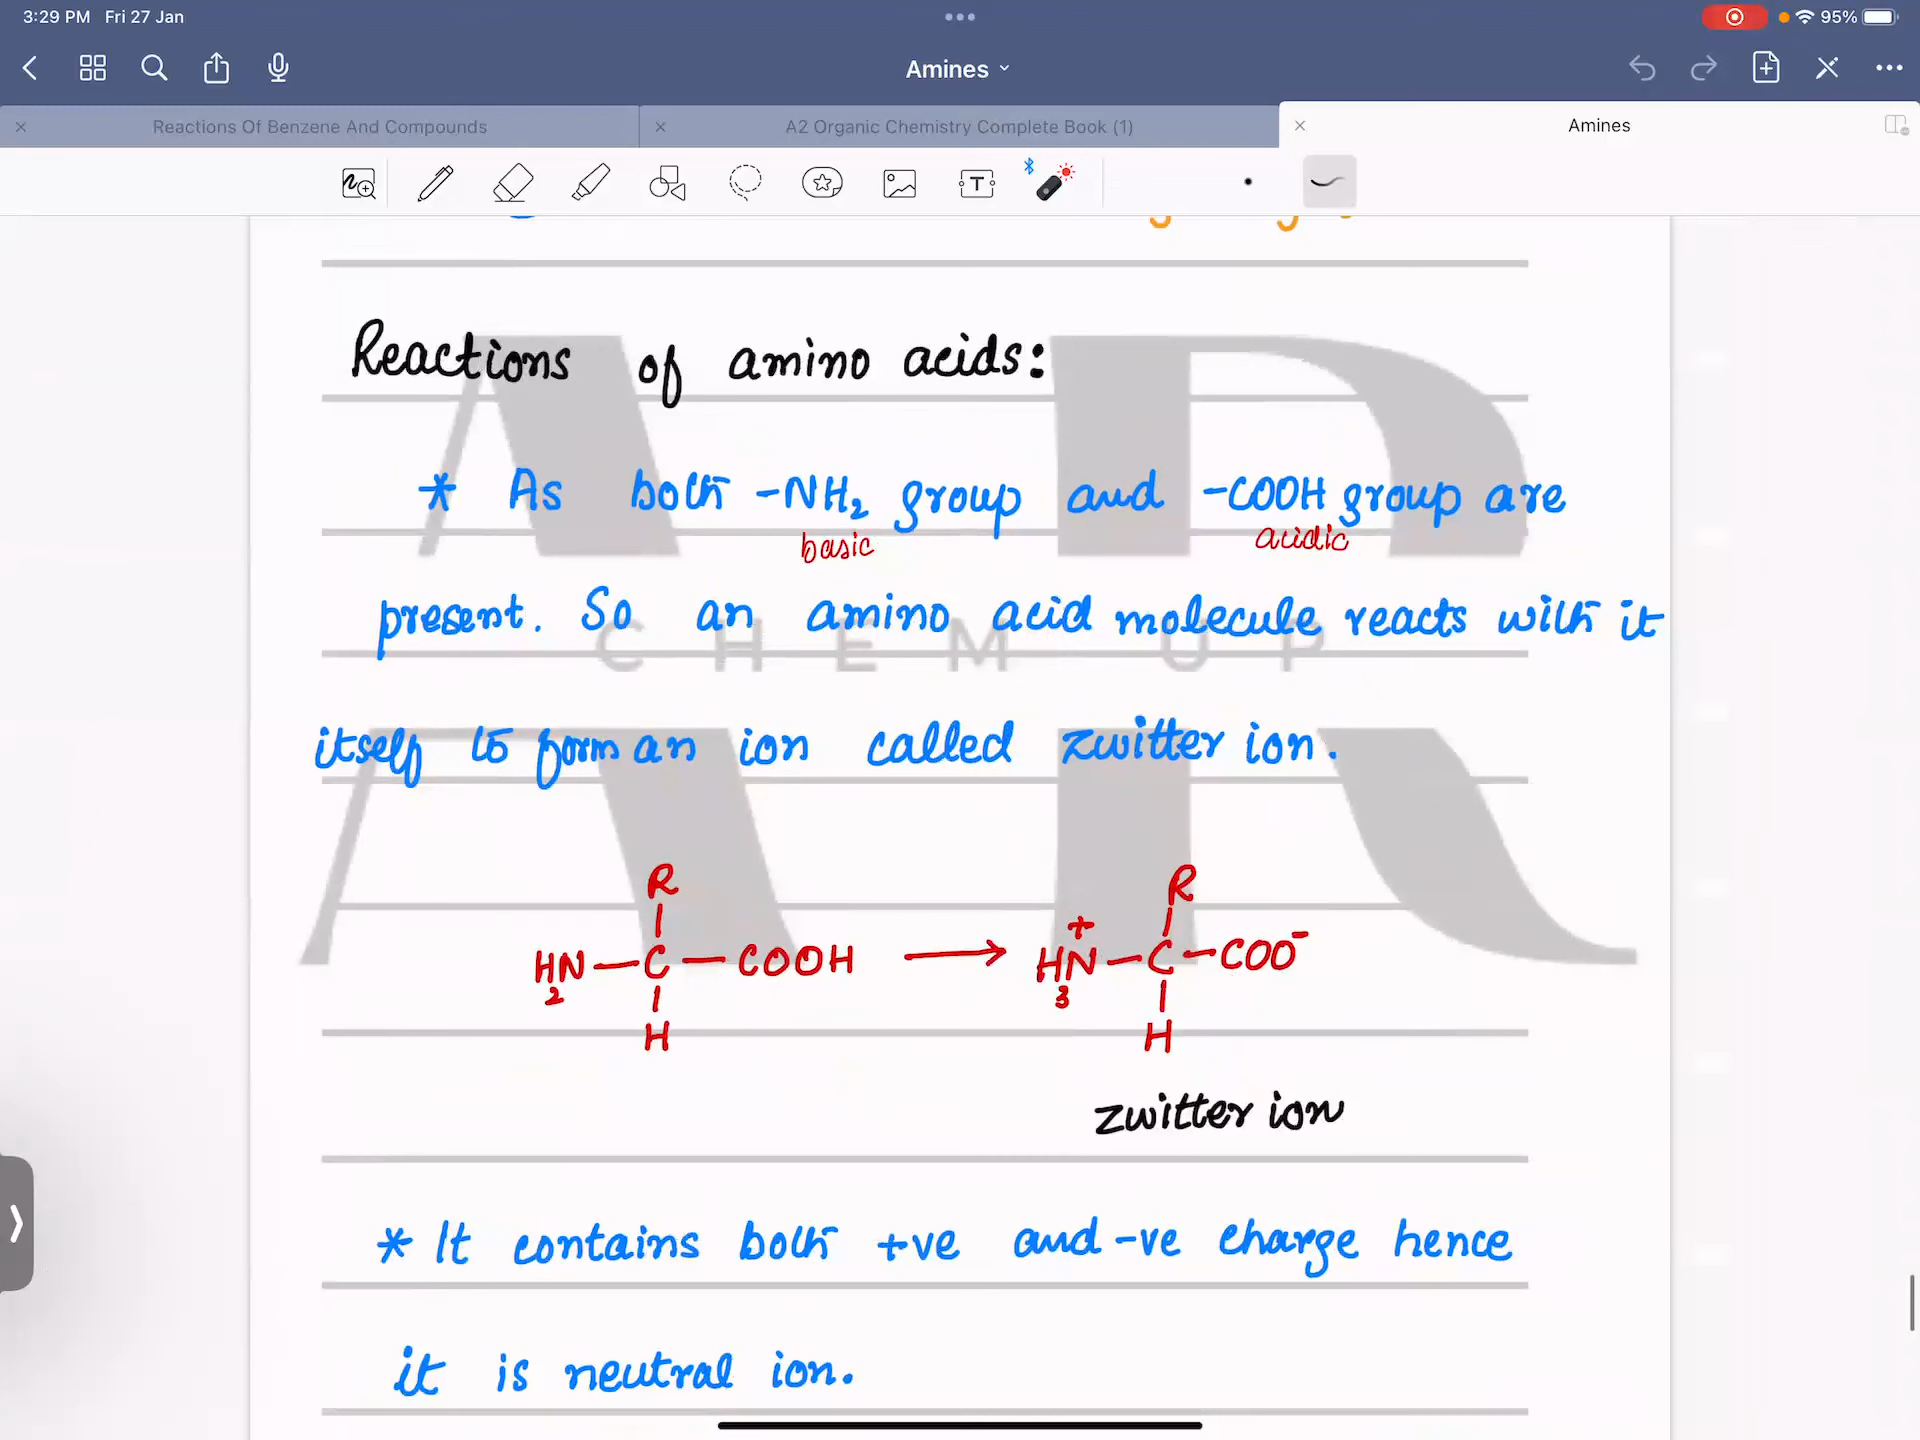 3:29 PM Fri 27 Jan
95%
Amines
Reactions Of Benzene And Compounds
A2 Organic Chemistry Complete Book (1)
Amines
T
Reactions of amino acids:
* As both -NH2 group and -COOH group are
basic acidic
present. So an amino acid molecule reacts with it
CHEM UP
itself to form an ion called zwitter ion.
R R
+
H2N — C — COOH → H3N — C — COO-
H H
zwitter ion
* It contains both +ve and -ve charge hence
it is neutral ion.